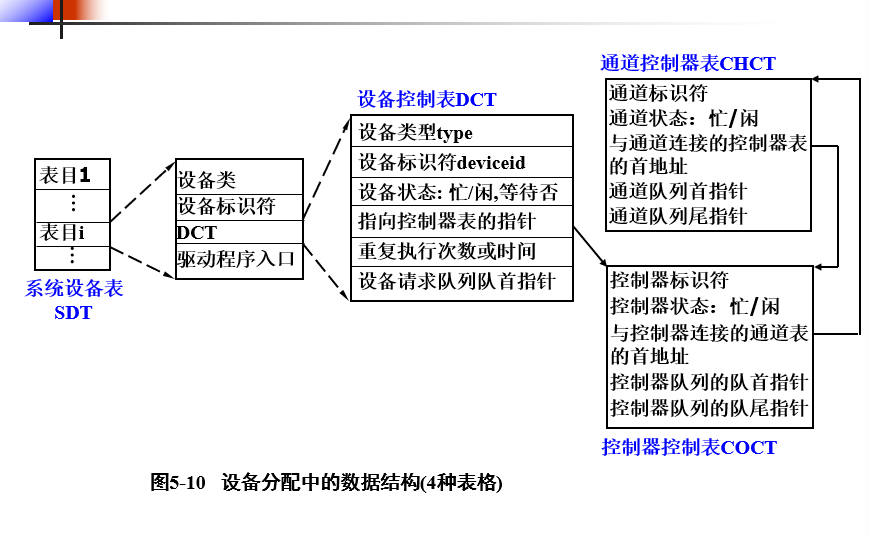 表目1
⋮
表目i
⋮
系统设备表
SDT
设备类
设备标识符
DCT
驱动程序入口
设备控制表DCT
设备类型type
设备标识符deviceid
设备状态: 忙/闲,等待否
指向控制器表的指针
重复执行次数或时间
设备请求队列队首指针
通道控制器表CHCT
通道标识符
通道状态：忙/闲
与通道连接的控制器表
的首地址
通道队列首指针
通道队列尾指针
控制器标识符
控制器状态：忙/闲
与控制器连接的通道表
的首地址
控制器队列的队首指针
控制器队列的队尾指针
控制器控制表COCT
图5-10 设备分配中的数据结构(4种表格)